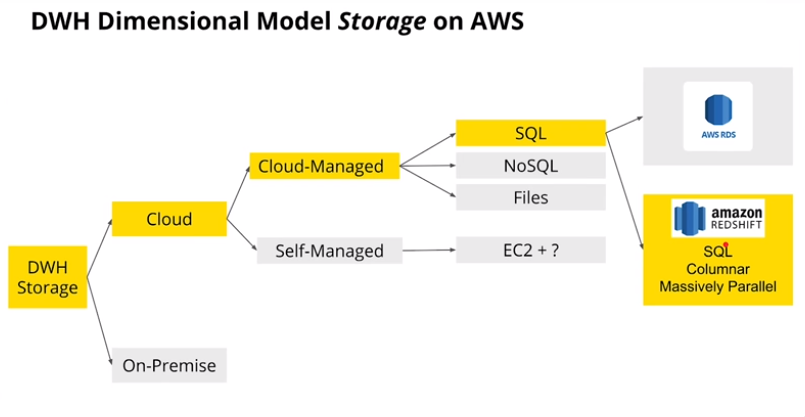 DWH Dimensional Model Storage on AWS
DWH
Storage
Cloud
On-Premise
Cloud-Managed
Self-Managed
SQL
NoSQL
Files
EC2 + ?
AWS RDS
amazon
REDSHIFT
SQL
Columnar
Massively Parallel